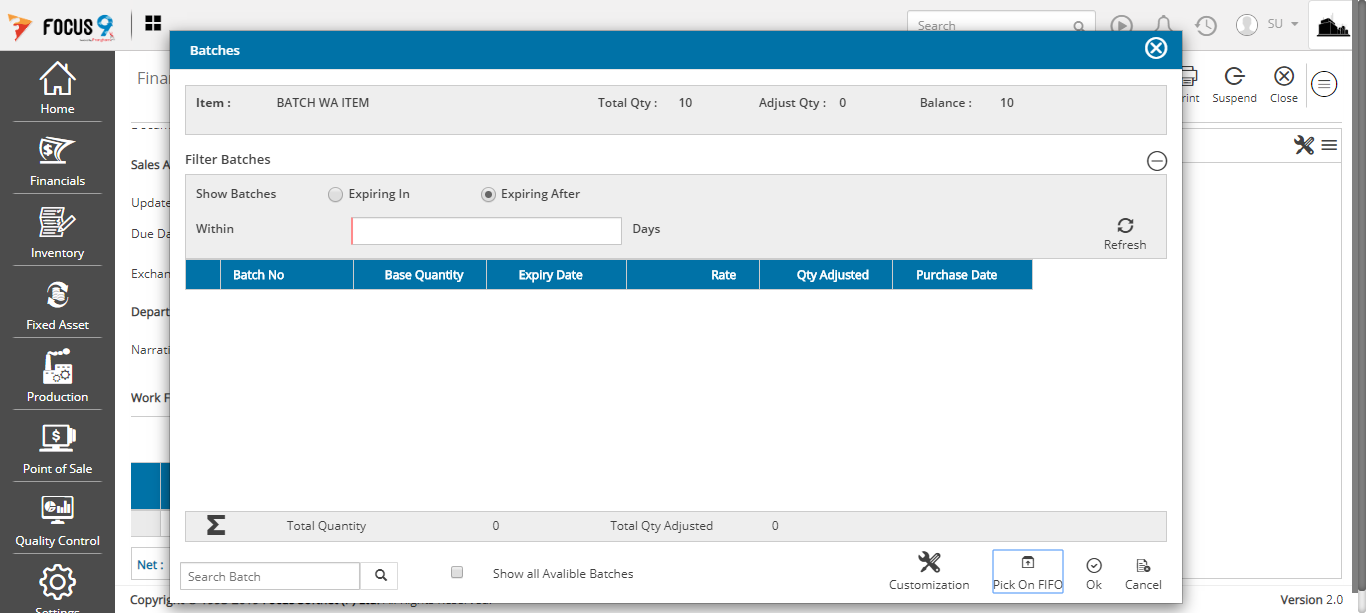 FOCUS 9
Search
SU
Batches
Home
Financials
Inventory
Fixed Asset
Production
Point of Sale
Quality Control
Settings
Fina
rint
Suspend
Close
Item :
BATCH WA ITEM
Total Qty :
10
Adjust Qty :
0
Balance :
10
Sales A
Update
Due Da
Exchan
Depart
Narrati
Work F
Net :
Filter Batches
Show Batches
Expiring In
Expiring After
Within
Days
Refresh
Batch No
Base Quantity
Expiry Date
Rate
Qty Adjusted
Purchase Date
Σ
Total Quantity
0
Total Qty Adjusted
0
Search Batch
Show all Avalible Batches
Customization
Pick On FIFO
Ok
Cancel
Version 2.0